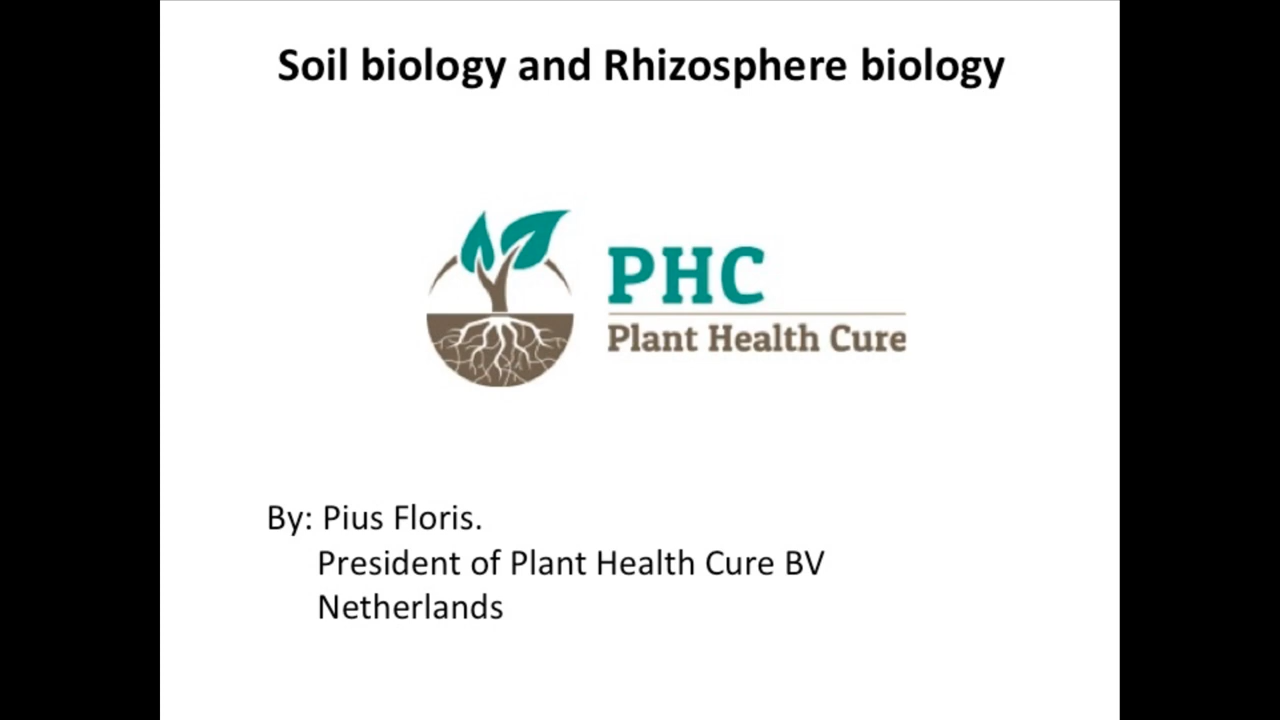 Soil biology and Rhizosphere biology
PHC
Plant Health Cure
By: Pius Floris.
President of Plant Health Cure BV
Netherlands